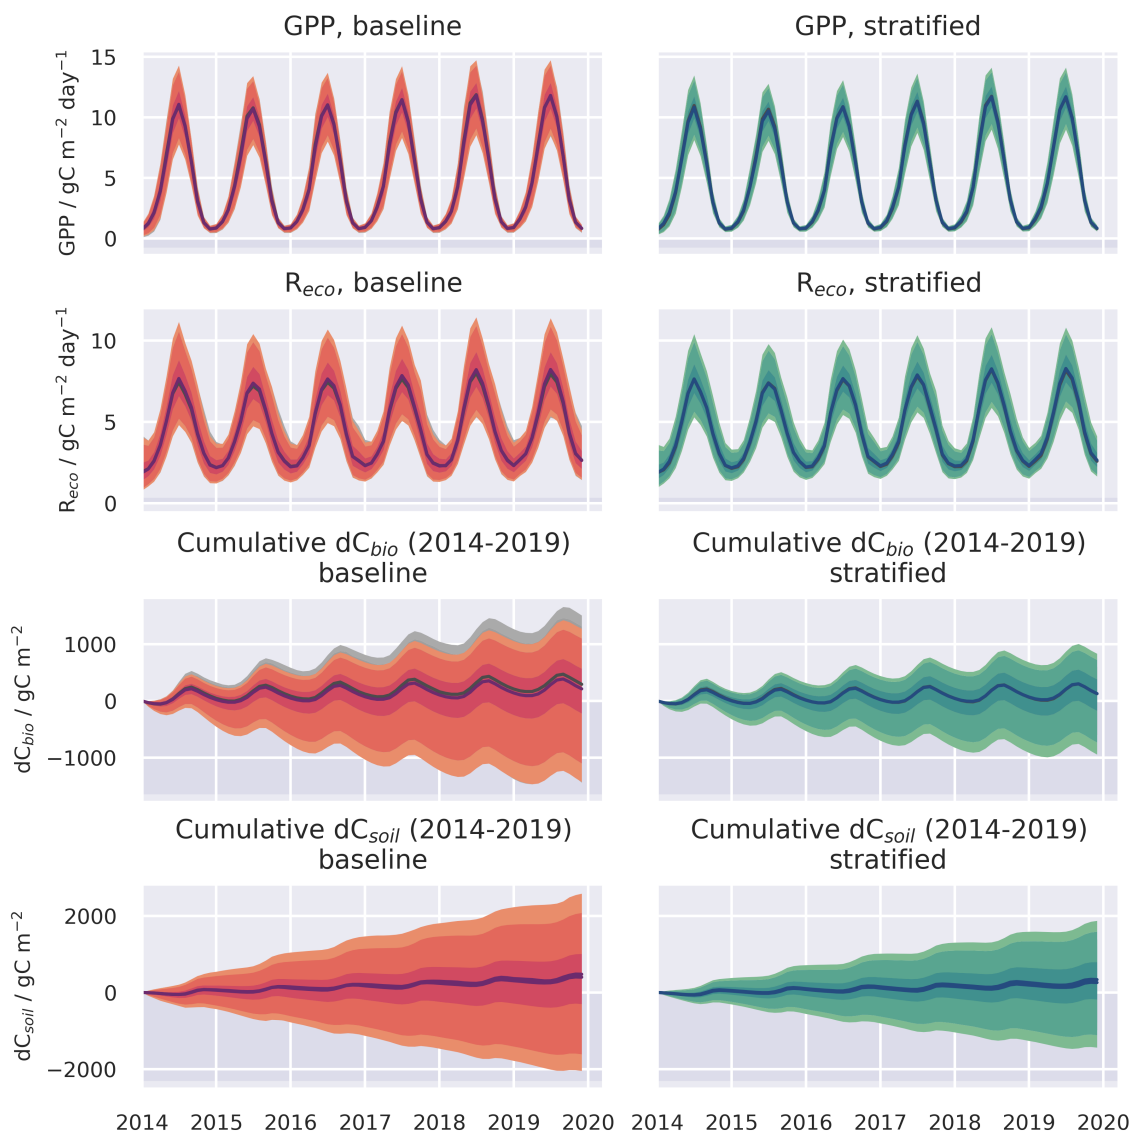 GPP, baseline
GPP, stratified
GPP / gC m⁻² day⁻¹
15
10
5
0
R_eco, baseline
R_eco, stratified
R_eco / gC m⁻² day⁻¹
10
5
0
Cumulative dC_bio (2014-2019)
baseline
Cumulative dC_bio (2014-2019)
stratified
dC_bio / gC m⁻²
1000
0
−1000
Cumulative dC_soil (2014-2019)
baseline
Cumulative dC_soil (2014-2019)
stratified
dC_soil / gC m⁻²
2000
0
−2000
2014 2015 2016 2017 2018 2019 2020
2014 2015 2016 2017 2018 2019 2020